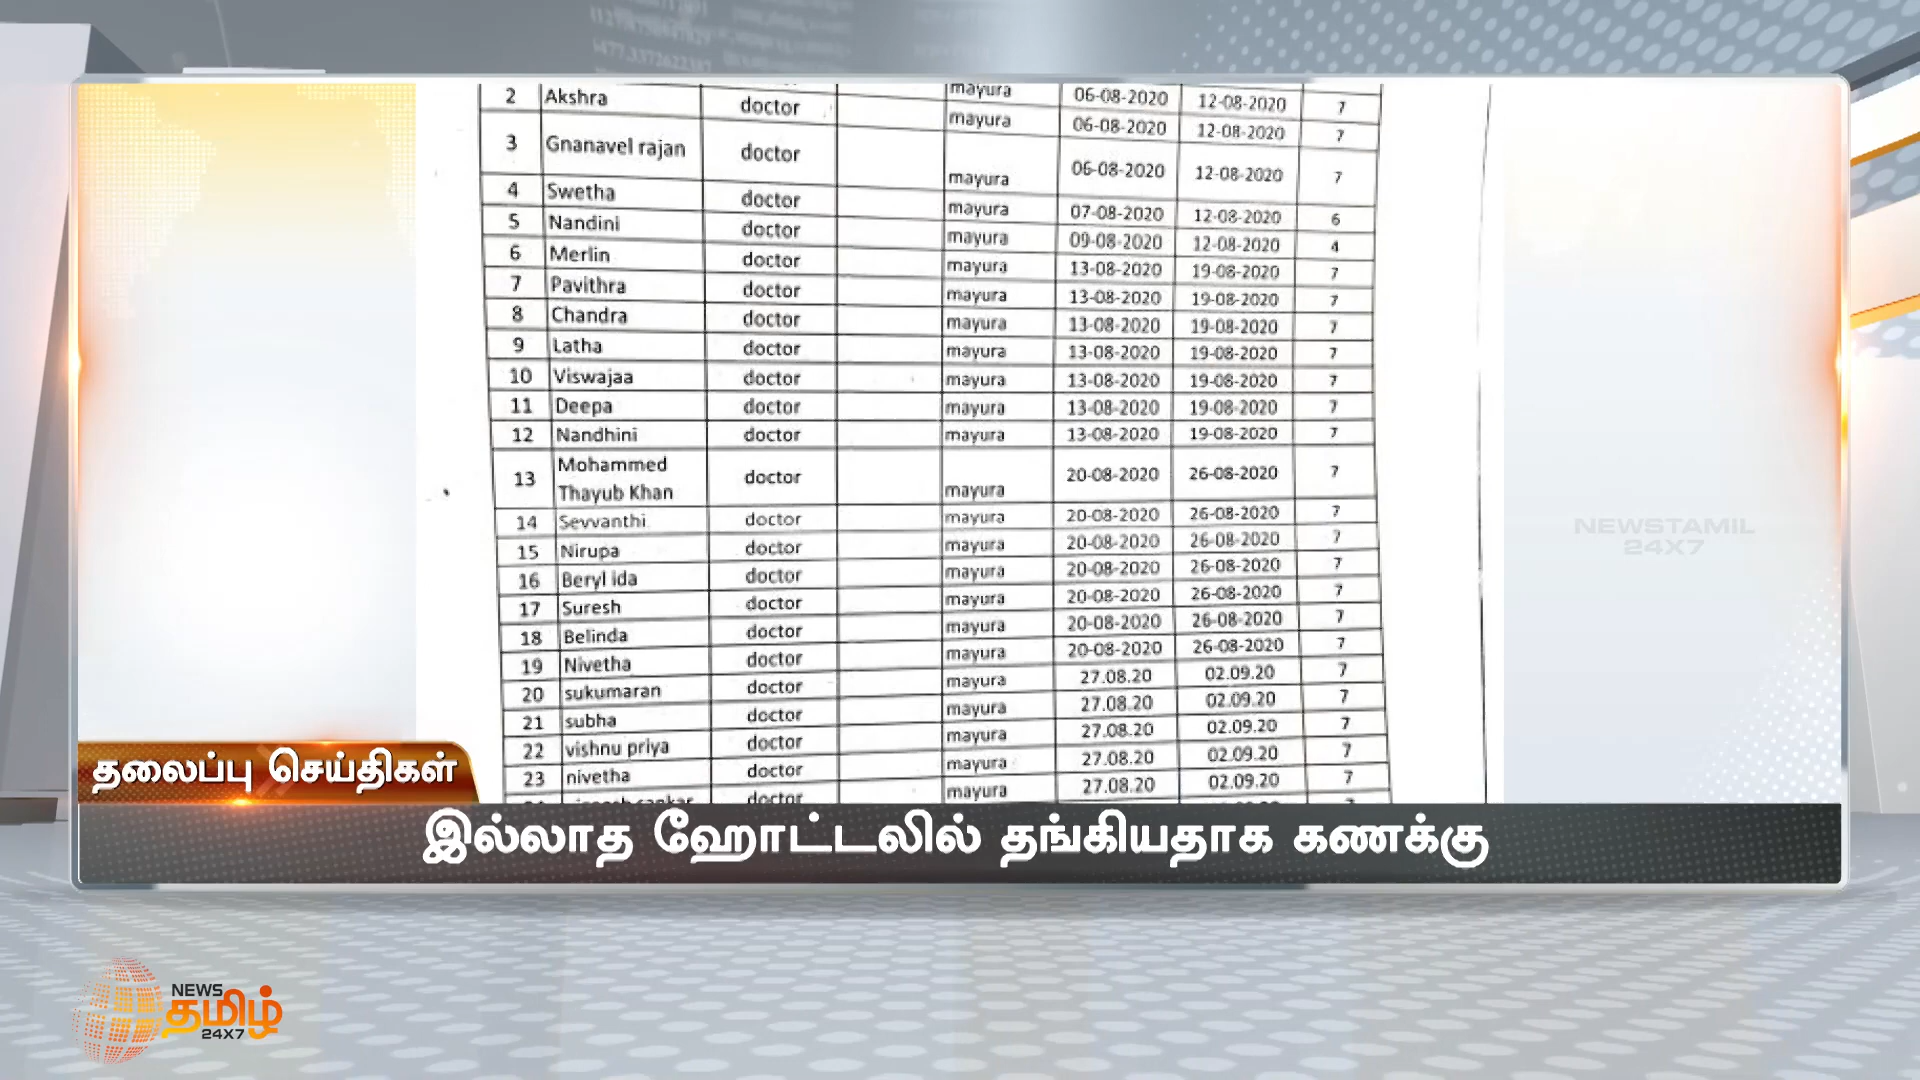 mayura 06-08-2020 12-08-2020 7
2 Akshra doctor mayura 06-08-2020 12-08-2020 7
3 Gnanavel rajan doctor mayura 06-08-2020 12-08-2020 7
4 Swetha doctor mayura 07-08-2020 12-08-2020 6
5 Nandini doctor mayura 09-08-2020 12-08-2020 4
6 Merlin doctor mayura 13-08-2020 19-08-2020 7
7 Pavithra doctor mayura 13-08-2020 19-08-2020 7
8 Chandra doctor mayura 13-08-2020 19-08-2020 7
9 Latha doctor mayura 13-08-2020 19-08-2020 7
10 Viswajaa doctor mayura 13-08-2020 19-08-2020 7
11 Deepa doctor mayura 13-08-2020 19-08-2020 7
12 Nandhini doctor mayura 13-08-2020 19-08-2020 7
13 Mohammed Thayub Khan doctor mayura 20-08-2020 26-08-2020 7
14 Sevvanthi doctor mayura 20-08-2020 26-08-2020 7
15 Nirupa doctor mayura 20-08-2020 26-08-2020 7
16 Beryl ida doctor mayura 20-08-2020 26-08-2020 7
17 Suresh doctor mayura 20-08-2020 26-08-2020 7
18 Belinda doctor mayura 20-08-2020 26-08-2020 7
19 Nivetha doctor mayura 20-08-2020 26-08-2020 7
20 sukumaran doctor mayura 27.08.20 02.09.20 7
21 subha doctor mayura 27.08.20 02.09.20 7
22 vishnu priya doctor mayura 27.08.20 02.09.20 7
23 nivetha doctor mayura 27.08.20 02.09.20 7
doctor mayura 27.08.20
NEWSTAMIL
24X7
தலைப்பு செய்திகள்
இல்லாத ஹோட்டலில் தங்கியதாக கணக்கு
NEWS
தமிழ்
24X7